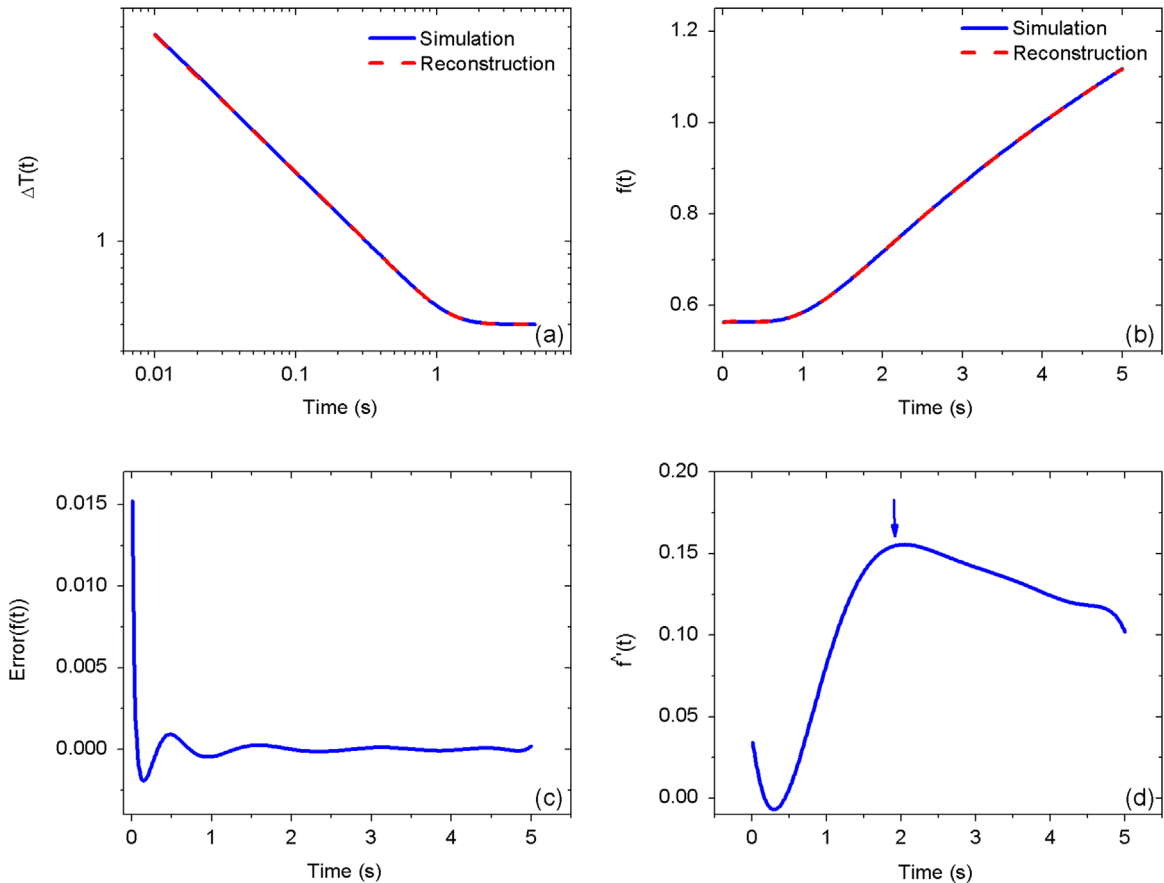 Simulation
Reconstruction
ΔT(t)
1
(a)
0.01 0.1 1
Time (s)
1.2
1.0
0.8
0.6
f(t)
Simulation
Reconstruction
(b)
0 1 2 3 4 5
Time (s)
0.015
0.010
0.005
0.000
Error(f(t))
(c)
0 1 2 3 4 5
Time (s)
0.20
0.15
0.10
0.05
0.00
f^'(t)
(d)
0 1 2 3 4 5
Time (s)